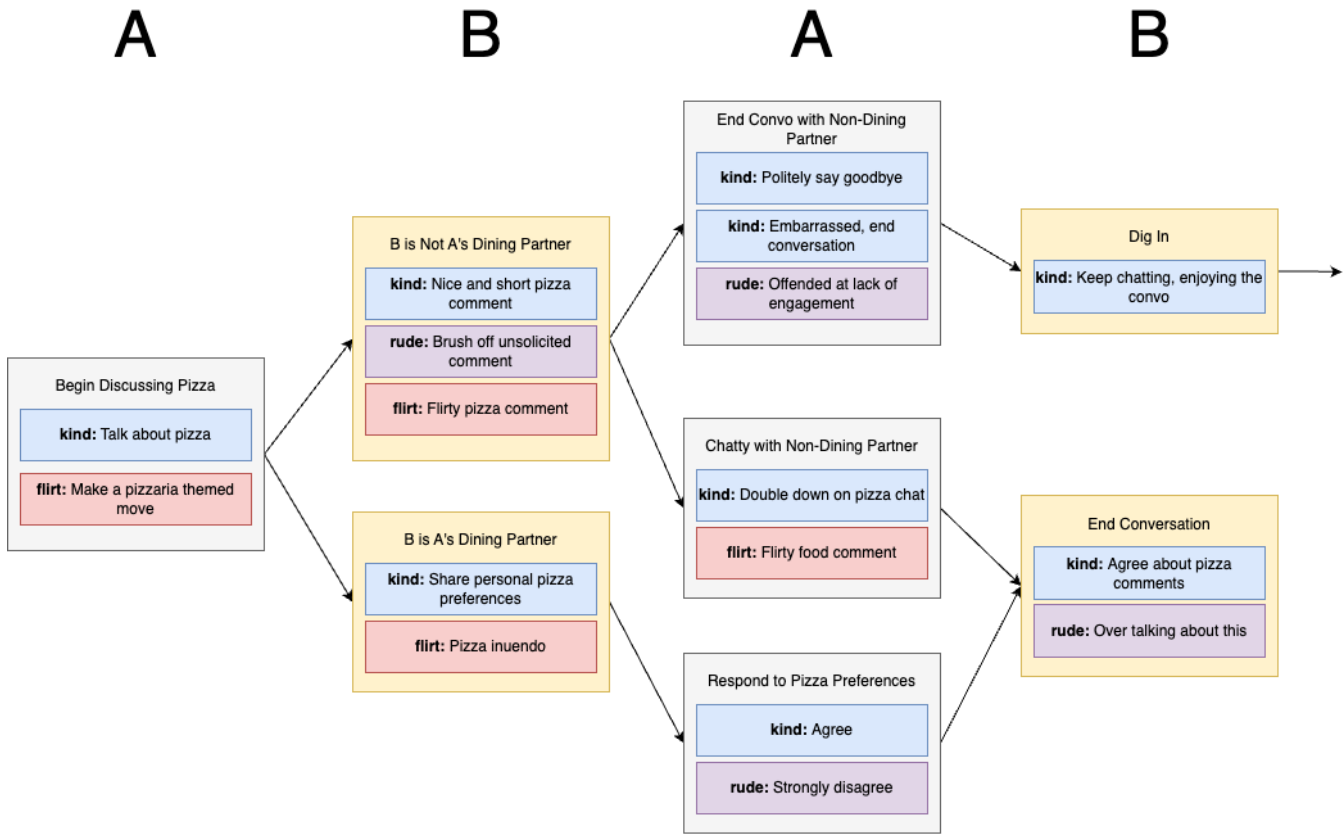 A
B
A
B
Begin Discussing Pizza
kind: Talk about pizza
flirt: Make a pizzaria themed
move
B is Not A's Dining Partner
kind: Nice and short pizza
comment
rude: Brush off unsolicited
comment
flirt: Flirty pizza comment
B is A's Dining Partner
kind: Share personal pizza
preferences
flirt: Pizza inuendo
End Convo with Non-Dining
Partner
kind: Politely say goodbye
kind: Embarrassed, end
conversation
rude: Offended at lack of
engagement
Chatty with Non-Dining Partner
kind: Double down on pizza chat
flirt: Flirty food comment
Respond to Pizza Preferences
kind: Agree
rude: Strongly disagree
Dig In
kind: Keep chatting, enjoying the
convo
End Conversation
kind: Agree about pizza
comments
rude: Over talking about this